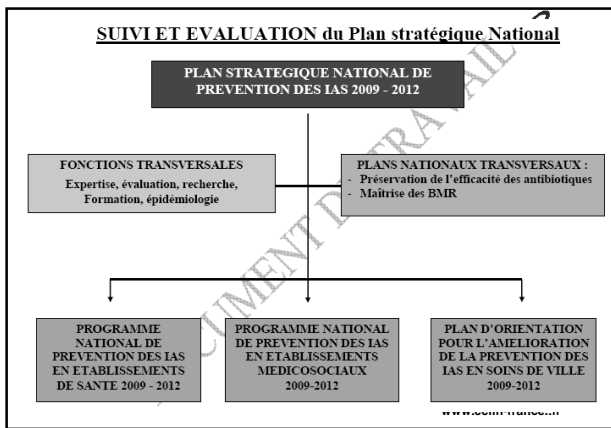 SUIVI ET EVALUATION du Plan stratégique National
PLAN STRATEGIQUE NATIONAL DE
PREVENTION DES IAS 2009 - 2012
FONCTIONS TRANSVERSALES
Expertise, évaluation, recherche,
Formation, épidémiologie
PLANS NATIONAUX TRANSVERSAUX :
- Préservation de l'efficacité des antibiotiques
- Maîtrise des BMR
PROGRAMME
NATIONAL DE
PREVENTION DES IAS
EN ETABLISSEMENTS
DE SANTE 2009 - 2012
PROGRAMME NATIONAL
DE PREVENTION DES IAS
EN ETABLISSEMENTS
MEDICOSOCIAUX
2009-2012
PLAN D'ORIENTATION
POUR L'AMELIORATION
DE LA PREVENTION DES
IAS EN SOINS DE VILLE
2009-2012